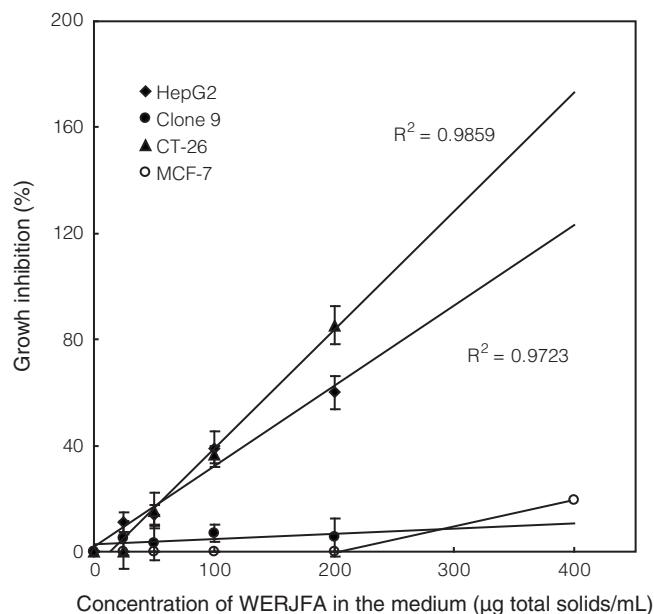 200
160
120
80
40
0
Growh inhibition (%)
HepG2
Clone 9
CT-26
MCF-7
R² = 0.9859
R² = 0.9723
0 100 200 300 400
Concentration of WERJFA in the medium (µg total solids/mL)